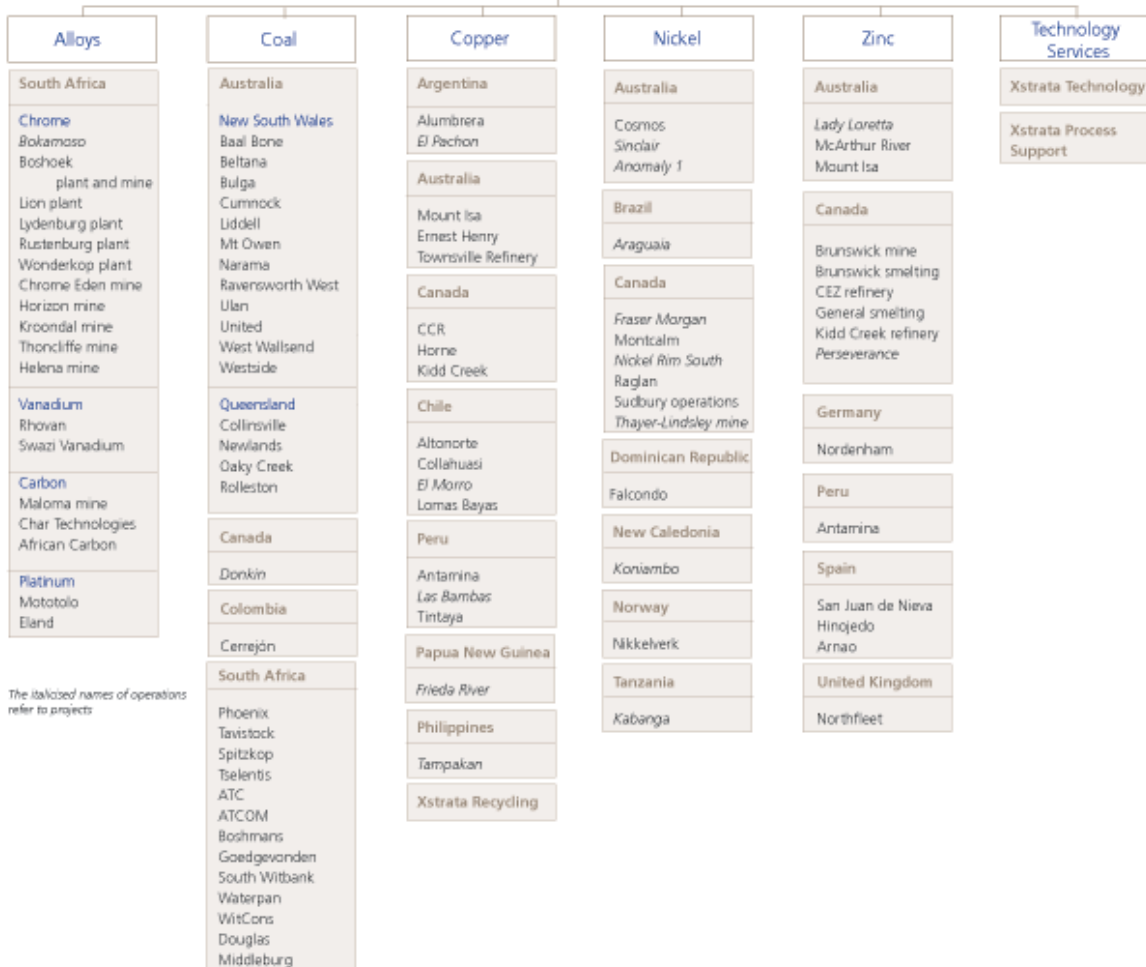 Alloys
South Africa
Chrome
Bokamoso
Boshoek
plant and mine
Lion plant
Lydenburg plant
Rustenburg plant
Wonderkop plant
Chrome Eden mine
Horizon mine
Kroondal mine
Thoncliffe mine
Helena mine
Vanadium
Rhovan
Swazi Vanadium
Carbon
Maloma mine
Char Technologies
African Carbon
Platinum
Mototolo
Eland
The italicised names of operations
refer to projects
Coal
Australia
New South Wales
Baal Bone
Beltana
Bulga
Cumnock
Liddell
Mt Owen
Narama
Ravensworth West
Ulan
United
West Wallsend
Westside
Queensland
Collinsville
Newlands
Oaky Creek
Rolleston
Canada
Donkin
Colombia
Cerrejón
South Africa
Phoenix
Tavistock
Spitzkop
Tselentis
ATC
ATCOM
Boshmans
Goedgevonden
South Witbank
Waterpan
WitCons
Douglas
Middleburg
Copper
Argentina
Alumbrera
El Pachon
Australia
Mount Isa
Ernest Henry
Townsville Refinery
Canada
CCR
Horne
Kidd Creek
Chile
Altonorte
Collahuasi
El Morro
Lomas Bayas
Peru
Antamina
Las Bambas
Tintaya
Papua New Guinea
Frieda River
Philippines
Tampakan
Xstrata Recycling
Nickel
Australia
Cosmos
Sinclair
Anomaly 1
Brazil
Araguaia
Canada
Fraser Morgan
Montcalm
Nickel Rim South
Raglan
Sudbury operations
Thayer-Lindsley mine
Dominican Republic
Falcondo
New Caledonia
Koniambo
Norway
Nikkelverk
Tanzania
Kabanga
Zinc
Australia
Lady Loretta
McArthur River
Mount Isa
Canada
Brunswick mine
Brunswick smelting
CEZ refinery
General smelting
Kidd Creek refinery
Perseverance
Germany
Nordenham
Peru
Antamina
Spain
San Juan de Nieva
Hinojedo
Arnao
United Kingdom
Northfleet
Technology
Services
Xstrata Technology
Xstrata Process
Support